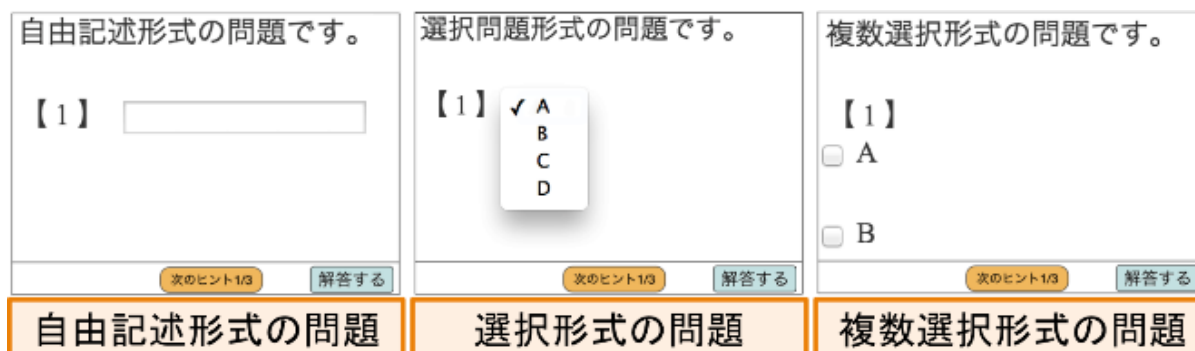 自由記述形式の問題です。
【1】
次のヒント1/3
解答する
自由記述形式の問題
選択問題形式の問題です。
【1】 ✓ A
B
C
D
次のヒント1/3
解答する
選択形式の問題
複数選択形式の問題です。
【1】
A
B
次のヒント1/3
解答する
複数選択形式の問題